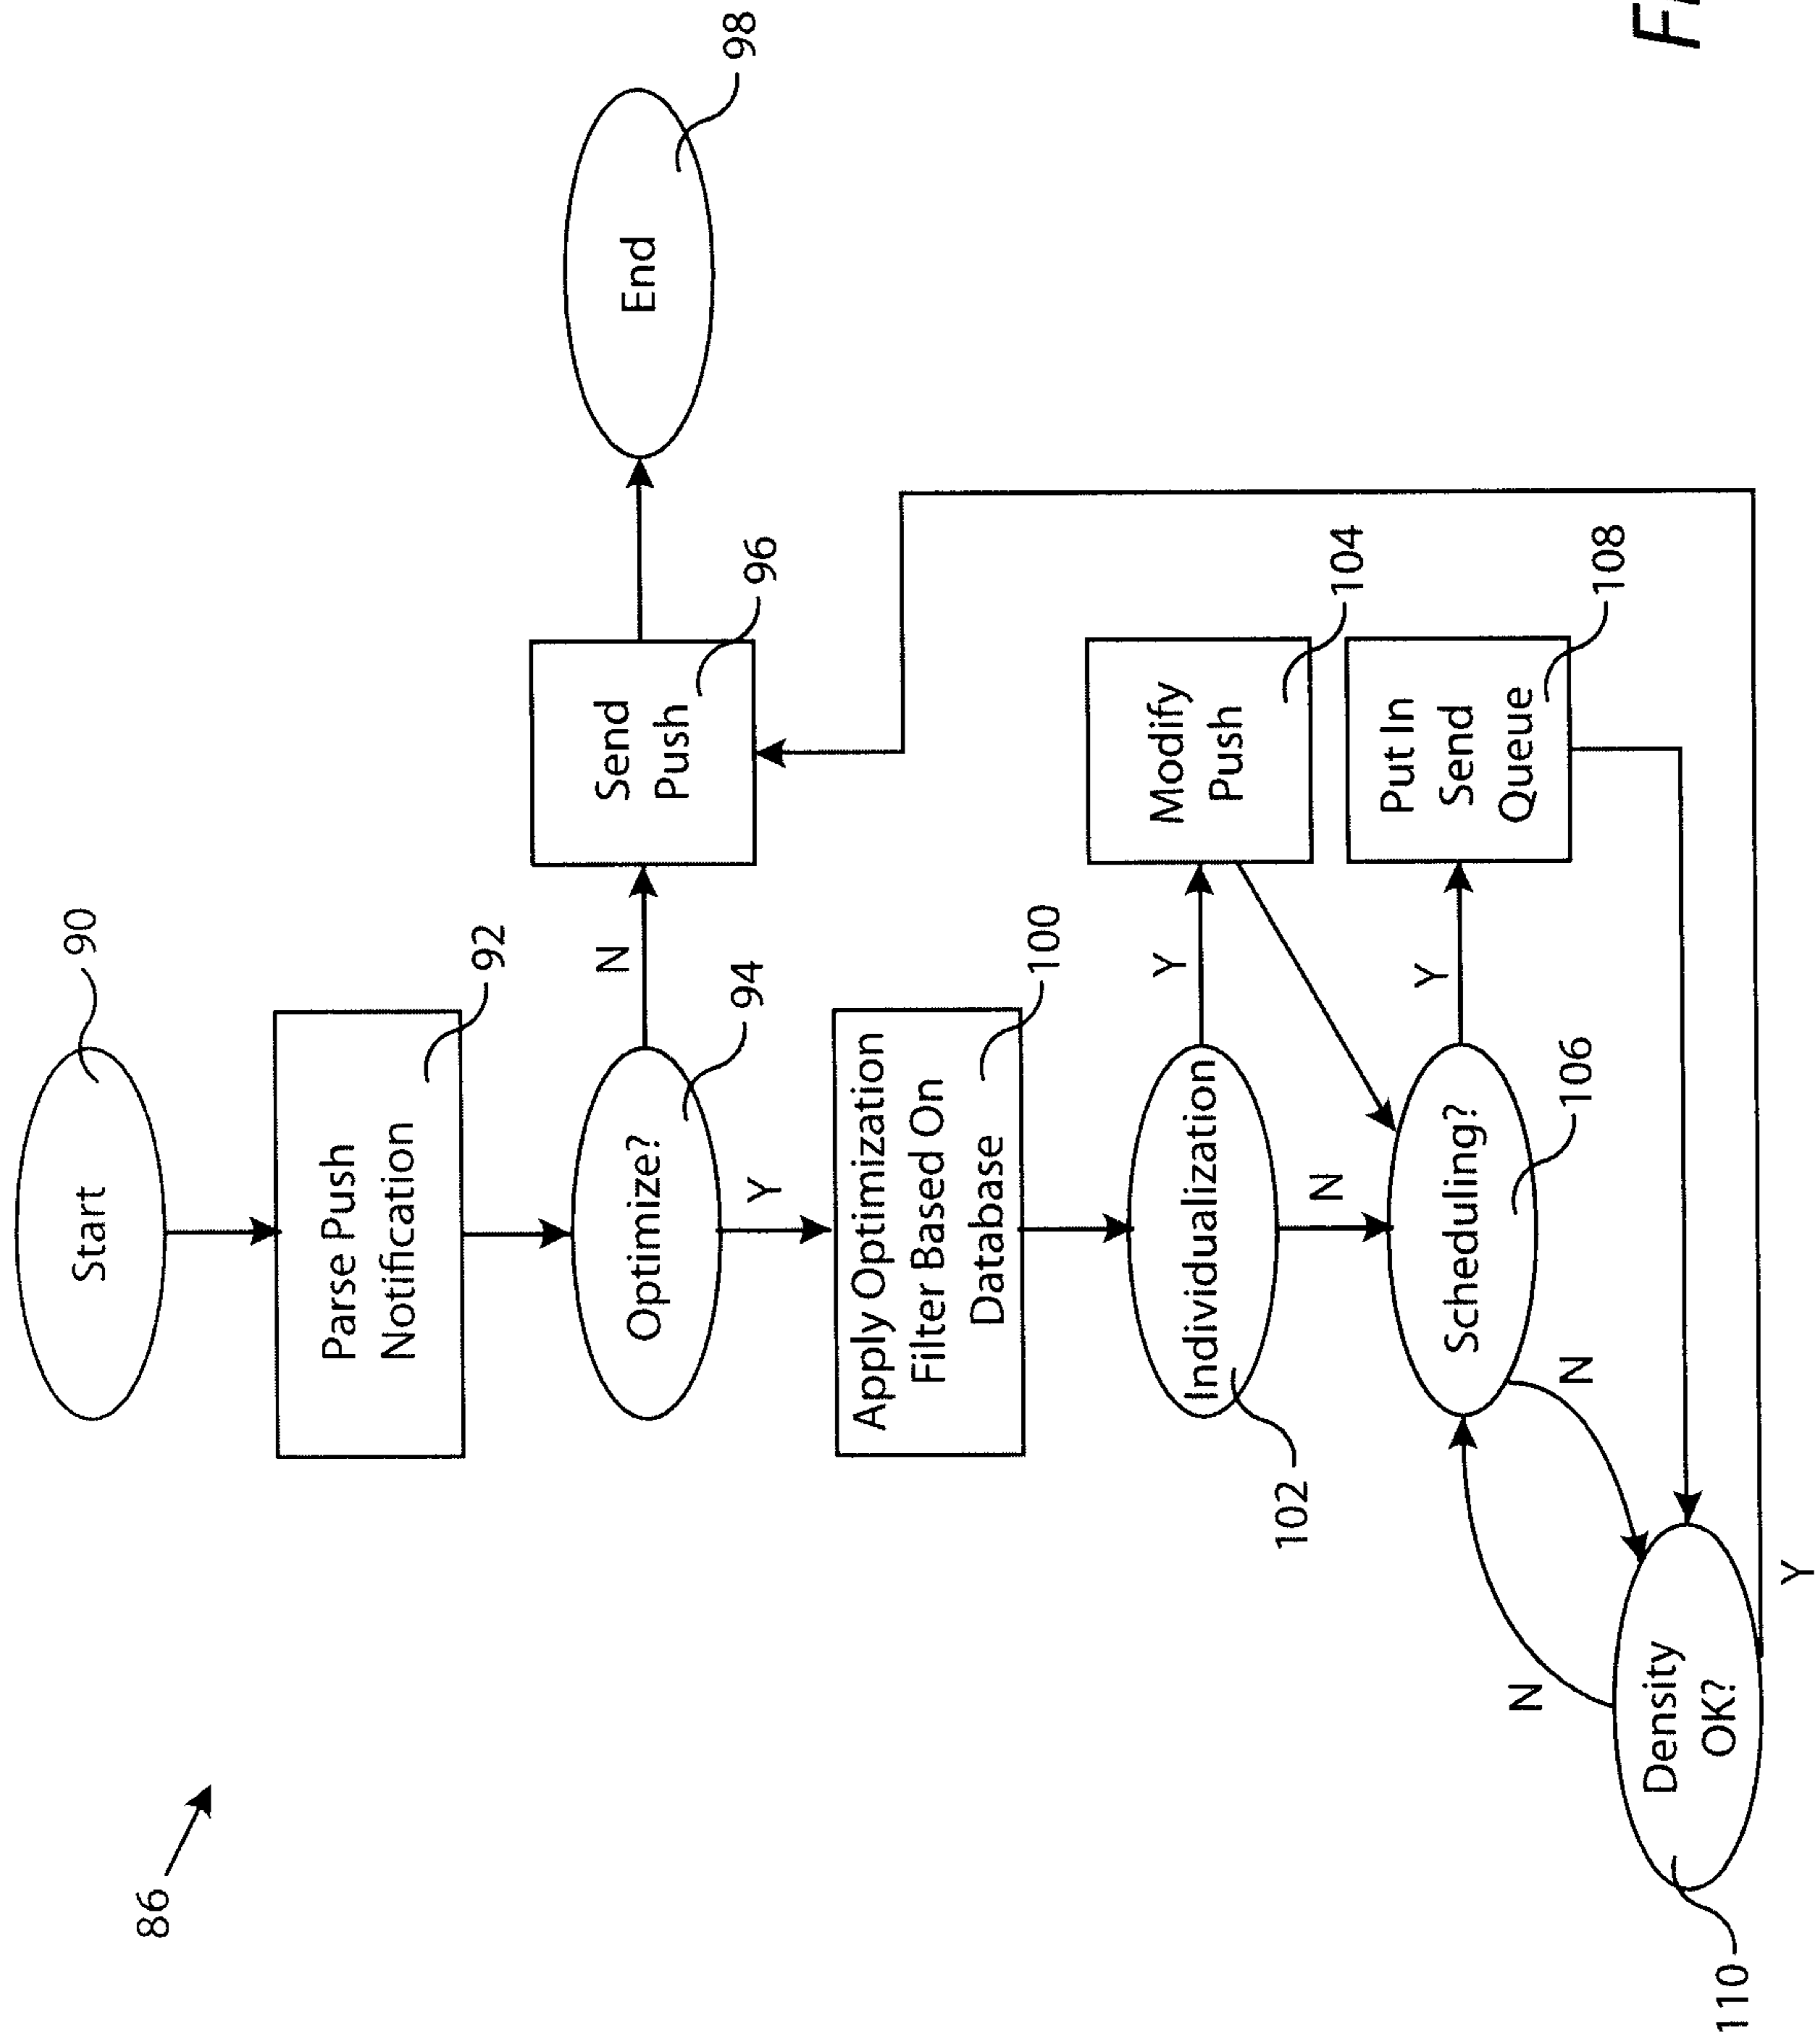 86
Start
90
Parse Push
Notification
92
Optimize?
94
N
Send
Push
96
End
98
Y
Apply Optimization
Filter Based On
Database
100
Individualization
102
Y
Modify
Push
104
N
Scheduling?
106
Y
Put In
Send
Queue
108
N
N
Density
OK?
110
Y